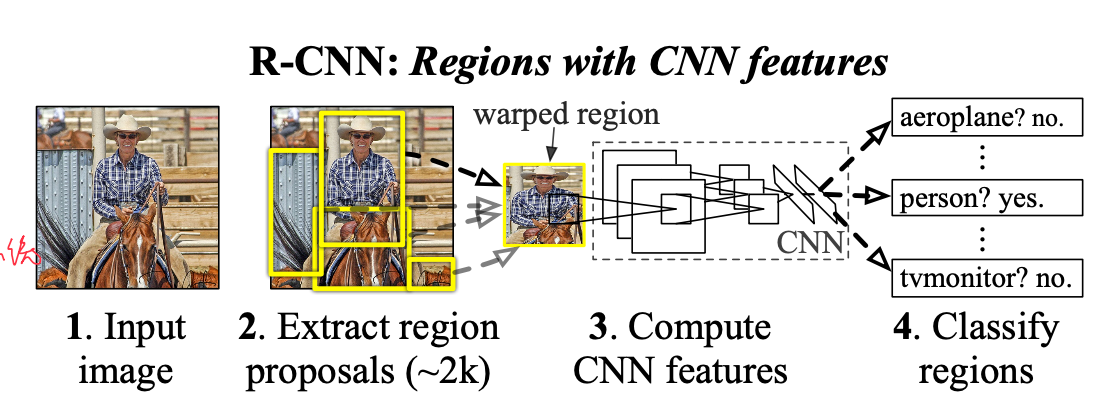 R-CNN: Regions with CNN features
warped region
aeroplane? no.
person? yes.
tvmonitor? no.
CNN
1. Input
image
2. Extract region
proposals (~2k)
3. Compute
CNN features
4. Classify
regions